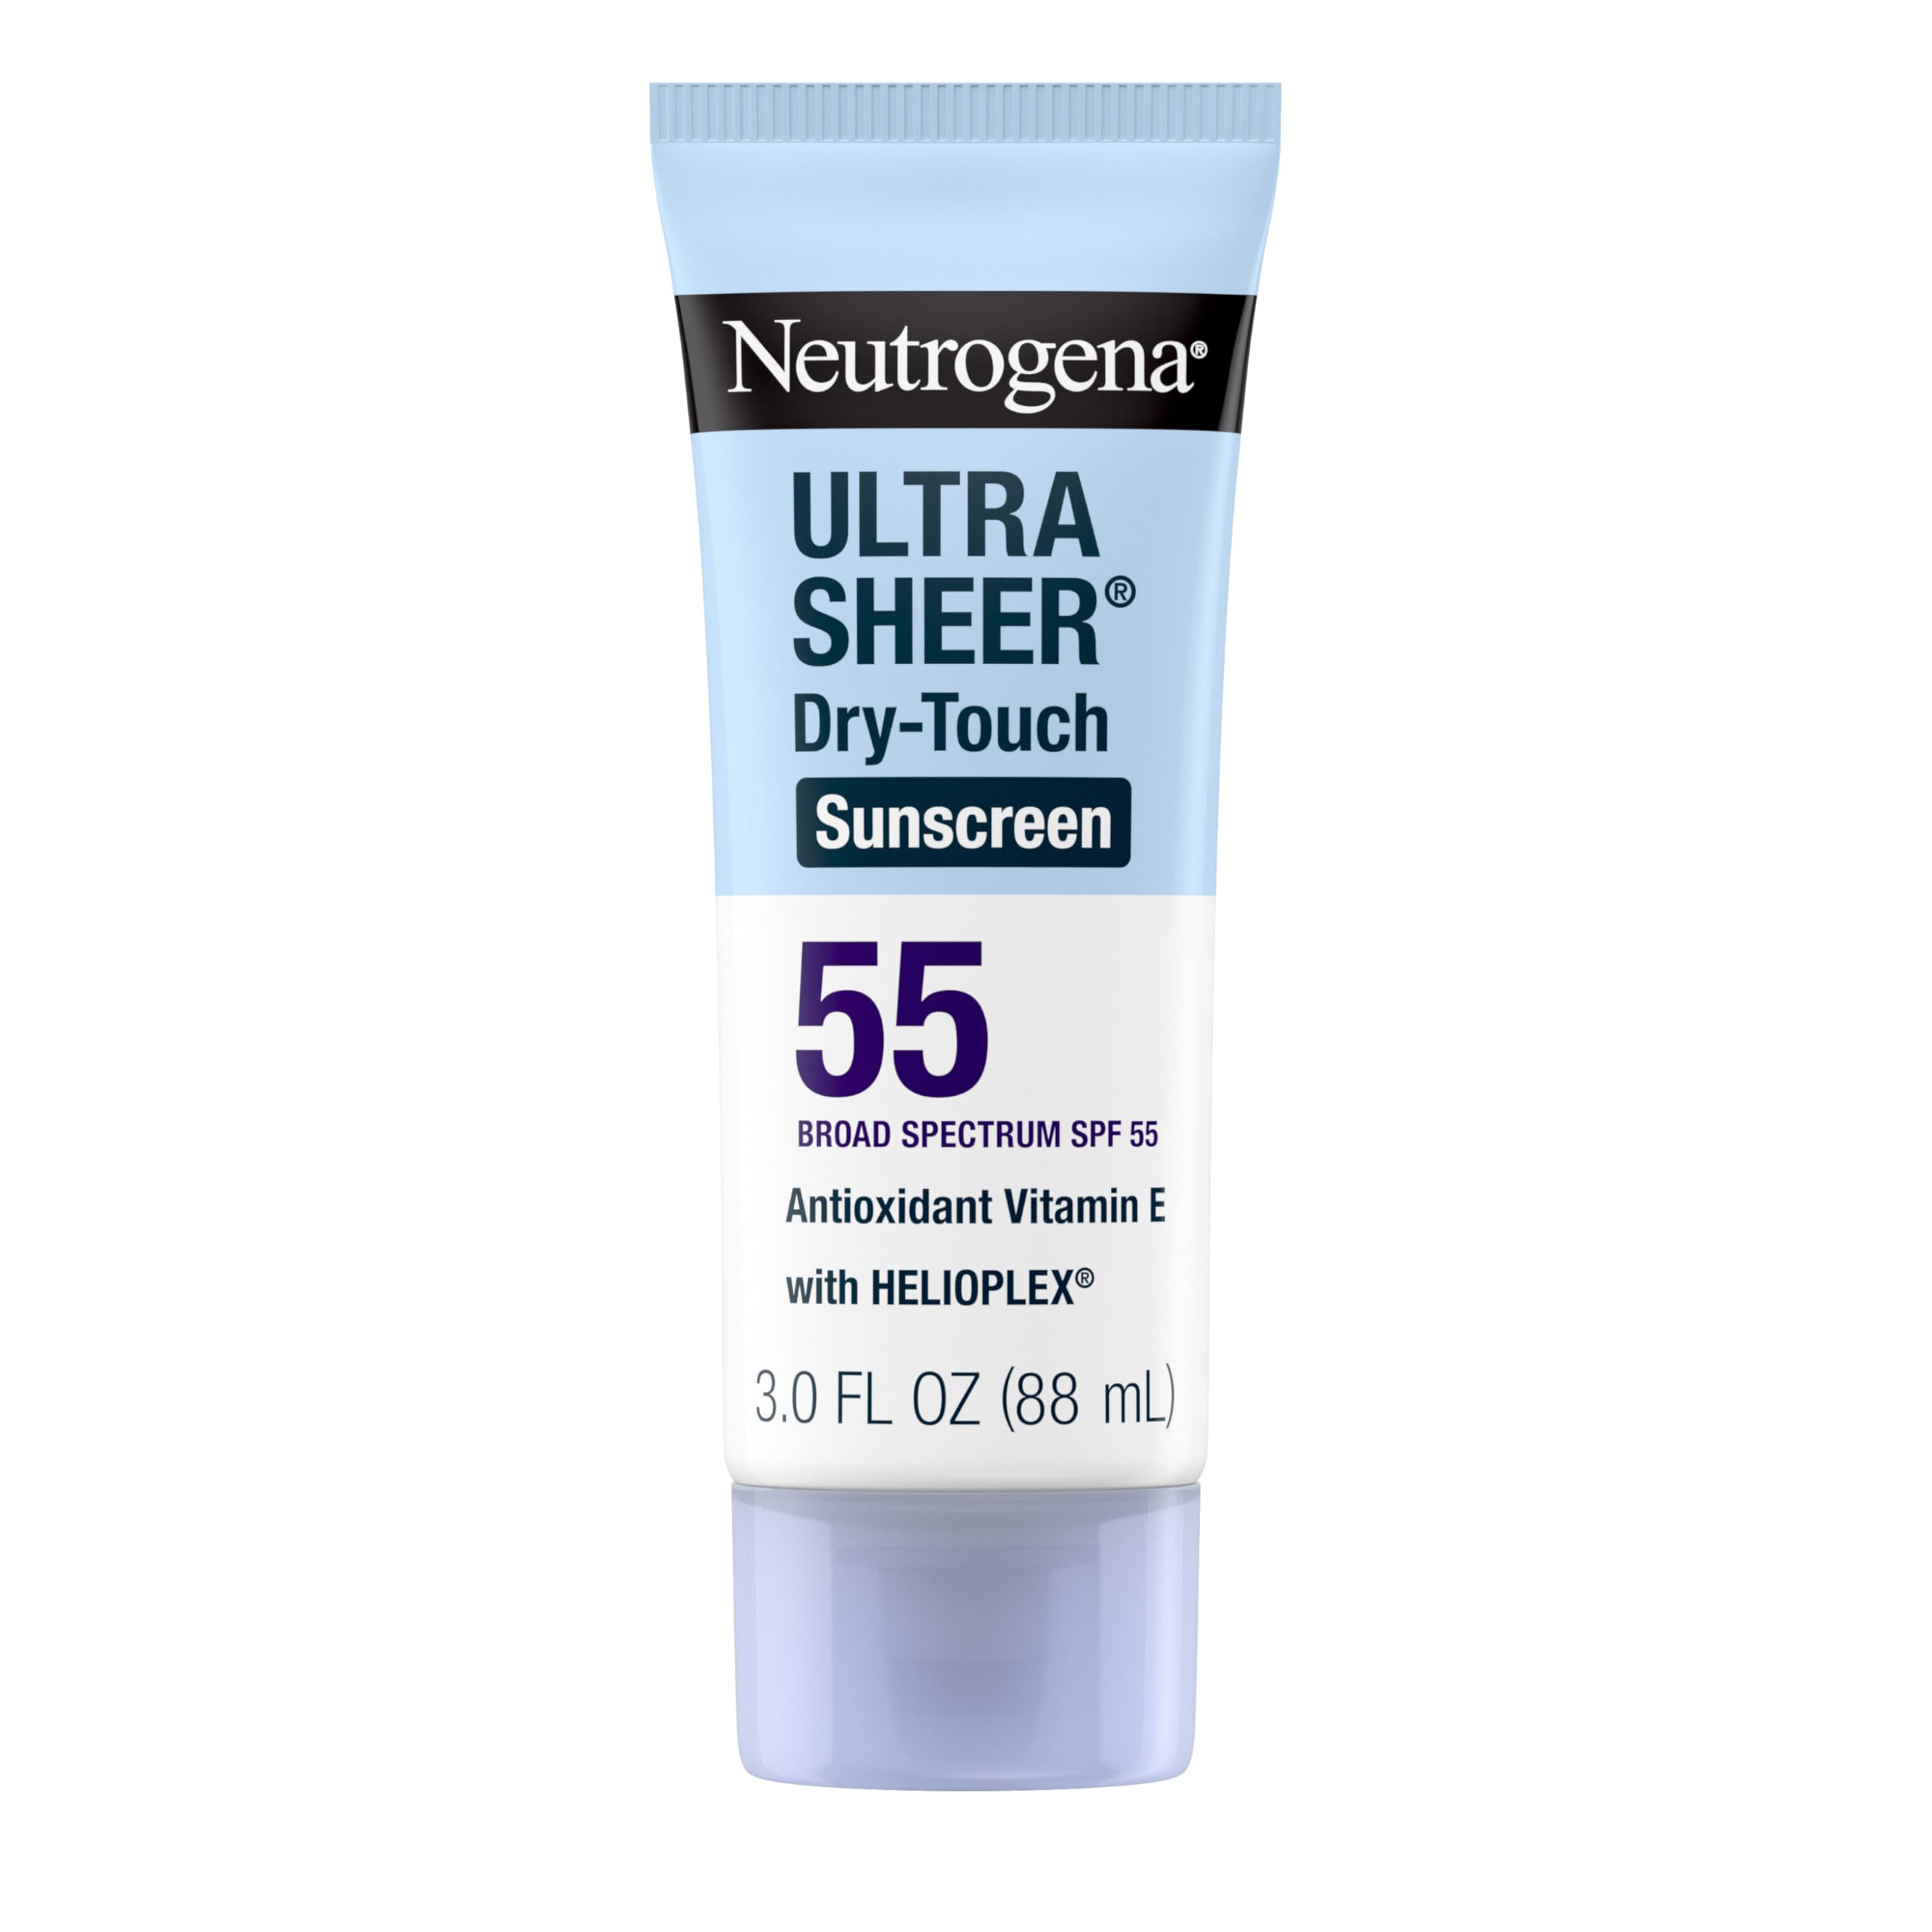 Neutrogena®
ULTRA
SHEER®
Dry-Touch
Sunscreen
55
BROAD SPECTRUM SPF 55
Antioxidant Vitamin E
with HELIOPLEX®
3.0 FL OZ (88 mL)